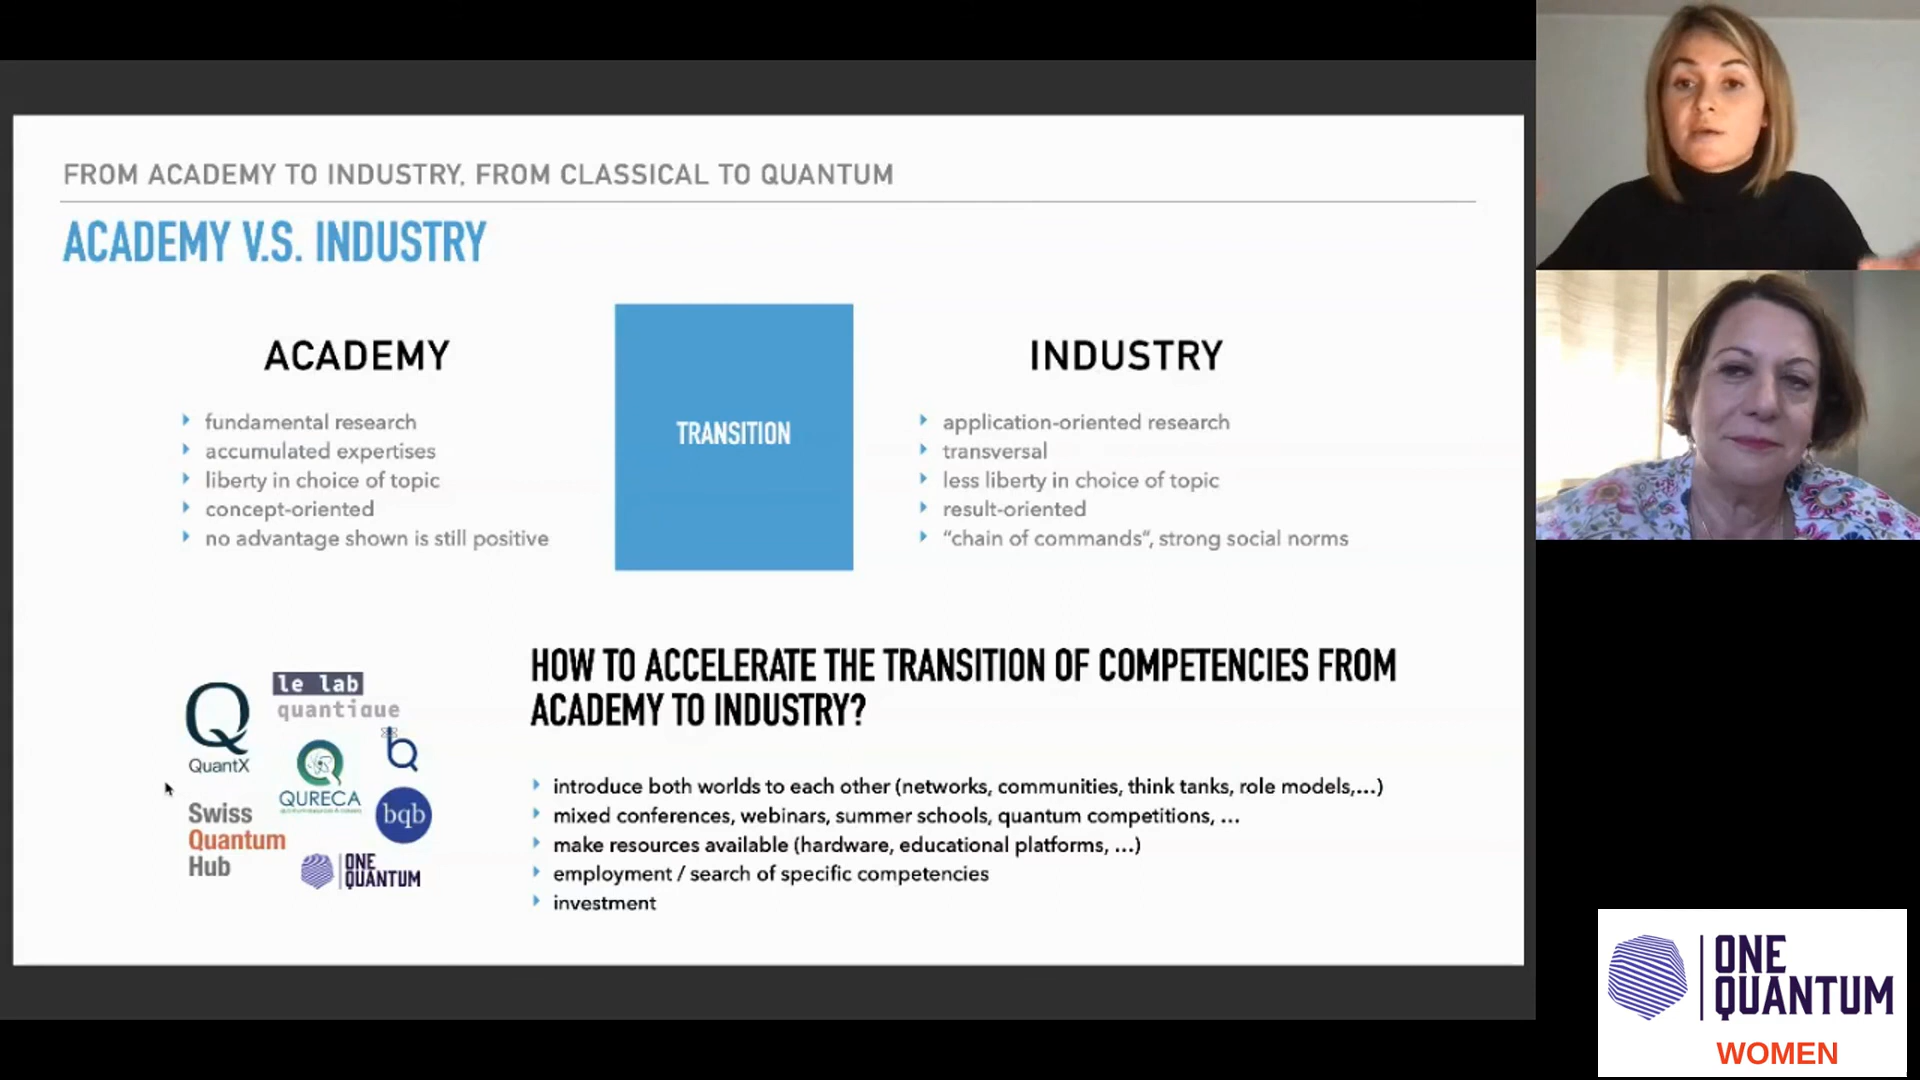 FROM ACADEMY TO INDUSTRY, FROM CLASSICAL TO QUANTUM
ACADEMY V.S. INDUSTRY
ACADEMY
fundamental research
accumulated expertises
liberty in choice of topic
concept-oriented
no advantage shown is still positive
TRANSITION
INDUSTRY
application-oriented research
transversal
less liberty in choice of topic
result-oriented
“chain of commands“, strong social norms
HOW TO ACCELERATE THE TRANSITION OF COMPETENCIES FROM
ACADEMY TO INDUSTRY?
introduce both worlds to each other (networks, communities, think tanks, role models,...)
mixed conferences, webinars, summer schools, quantum competitions, ...
make resources available (hardware, educational platforms, ...)
employment / search of specific competencies
investment
QuantX
le lab
quantique
QURECA
bqb
Swiss
Quantum
Hub
ONE
QUANTUM
ONE
QUANTUM
WOMEN